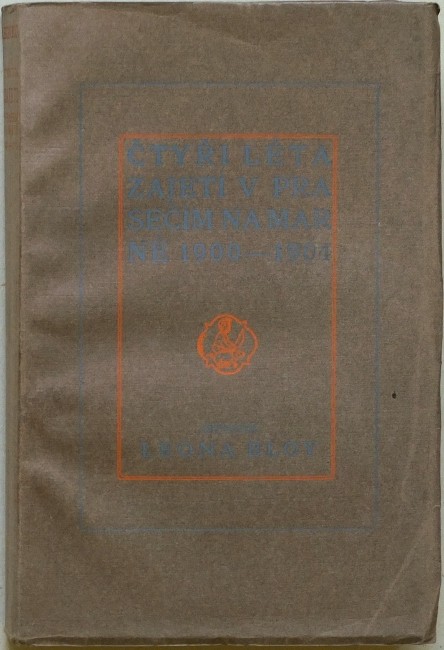 ČTYŘI LÉTA
ZAJETÍ V PRA
SEČÍM NA MAR
NĚ 1900—1904
LEONA BLOY